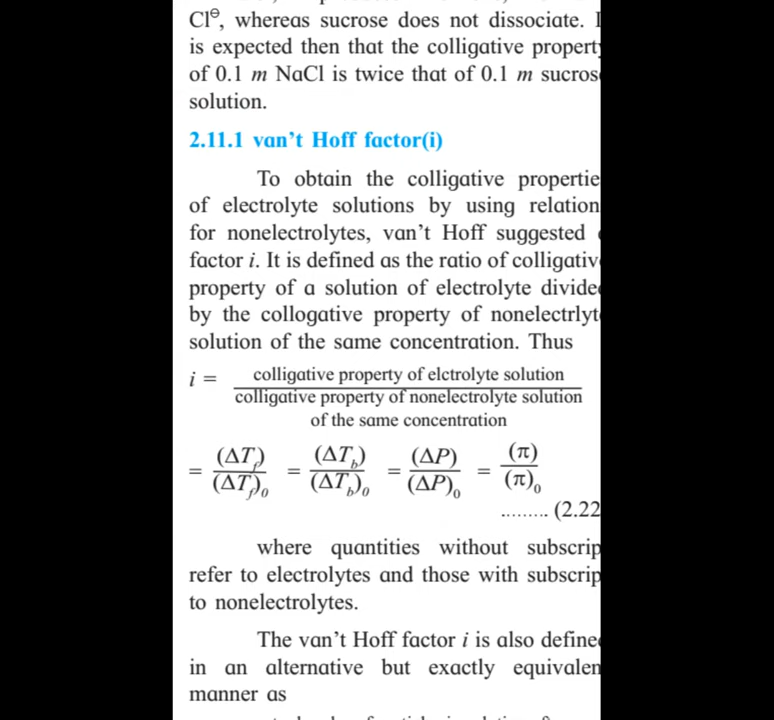 Cl⊖, whereas sucrose does not dissociate.
is expected then that the colligative property
of 0.1 m NaCl is twice that of 0.1 m sucrose
solution.
2.11.1 van't Hoff factor(i)
To obtain the colligative propertie
of electrolyte solutions by using relation
for nonelectrolytes, van't Hoff suggested
factor i. It is defined as the ratio of colligativ
property of a solution of electrolyte divide
by the collogative property of nonelectrlyt
solution of the same concentration. Thus
i = colligative property of elctrolyte solution
colligative property of nonelectrolyte solution
of the same concentration
= (ΔT_f)/(ΔT_f)₀ = (ΔT_b)/(ΔT_b)₀ = (ΔP)/(ΔP)₀ = (π)/(π)₀
......... (2.22
where quantities without subscrip
refer to electrolytes and those with subscrip
to nonelectrolytes.
The van't Hoff factor i is also define
in an alternative but exactly equivalen
manner as